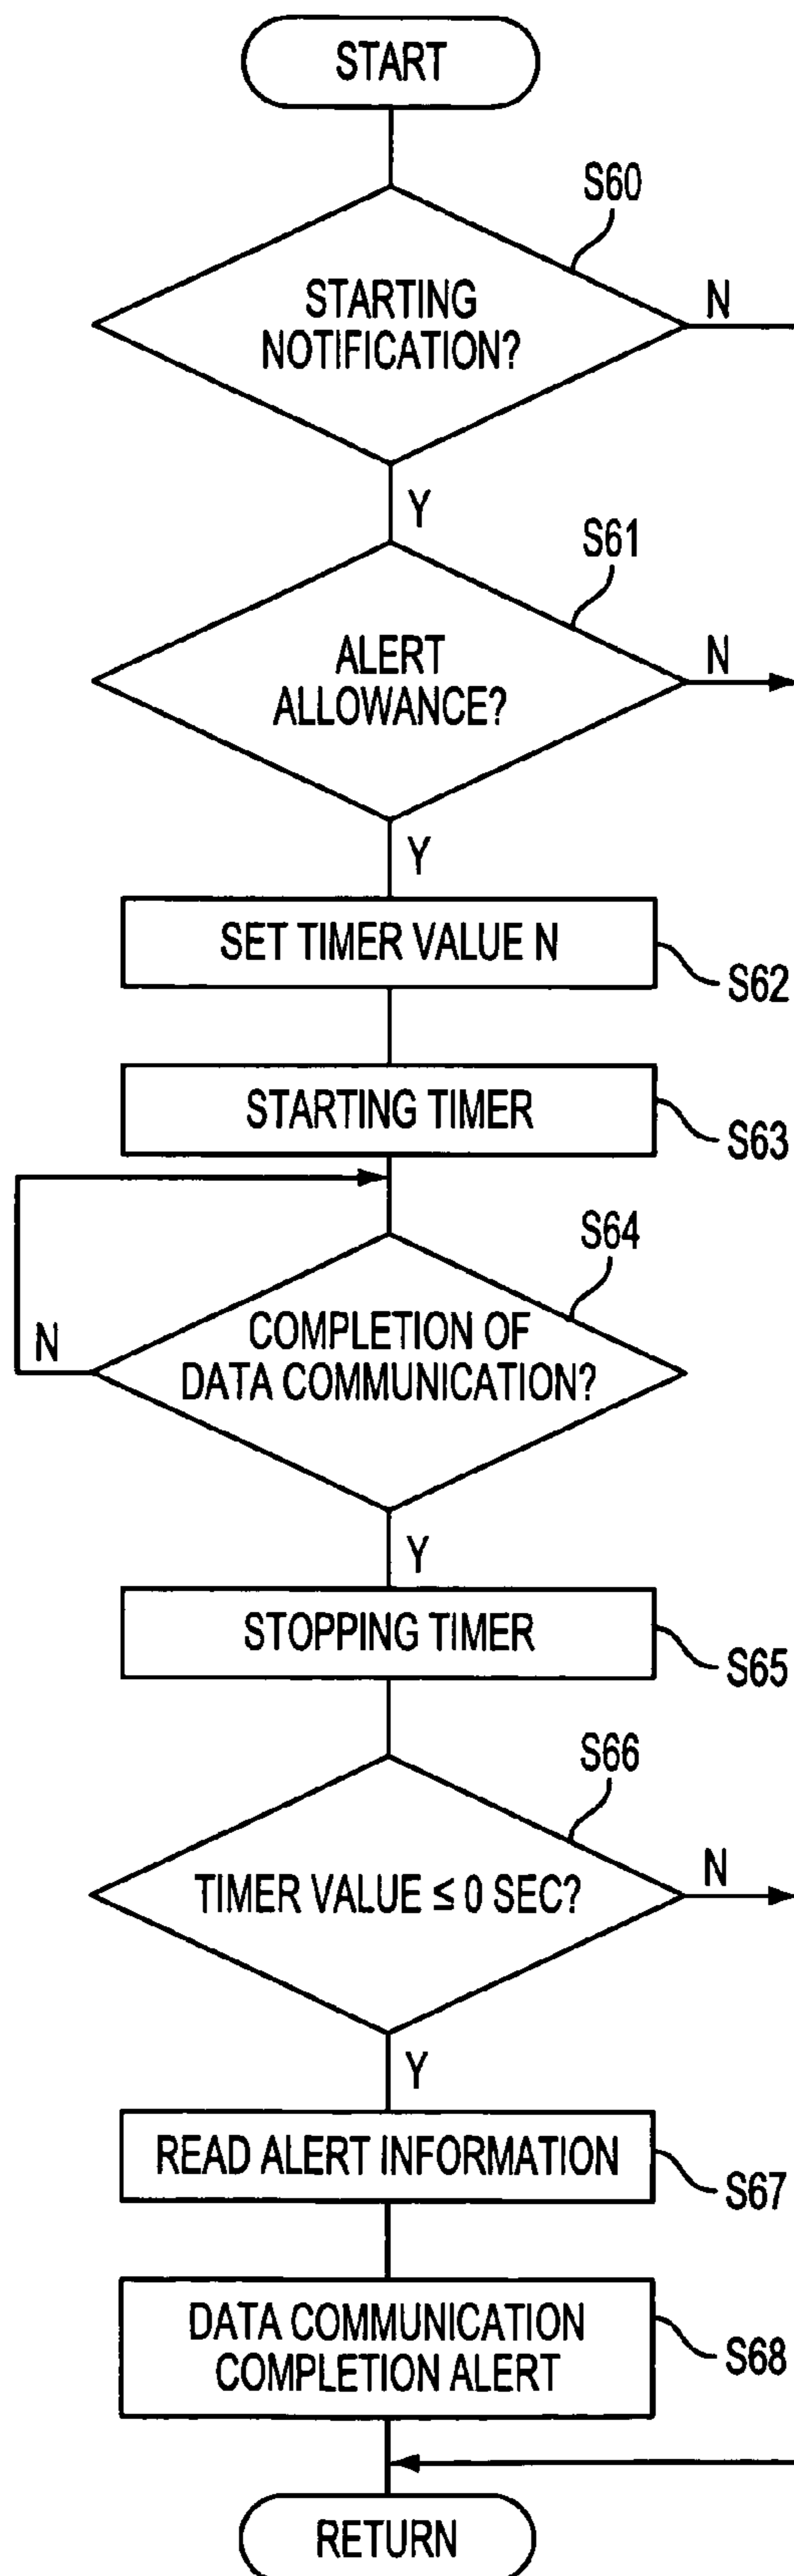 START
S60
STARTING
NOTIFICATION?
N
Y
S61
ALERT
ALLOWANCE?
N
Y
SET TIMER VALUE N
S62
STARTING TIMER
S63
S64
COMPLETION OF
DATA COMMUNICATION?
N
Y
STOPPING TIMER
S65
S66
TIMER VALUE ≤ 0 SEC?
N
Y
READ ALERT INFORMATION
S67
DATA COMMUNICATION
COMPLETION ALERT
S68
RETURN